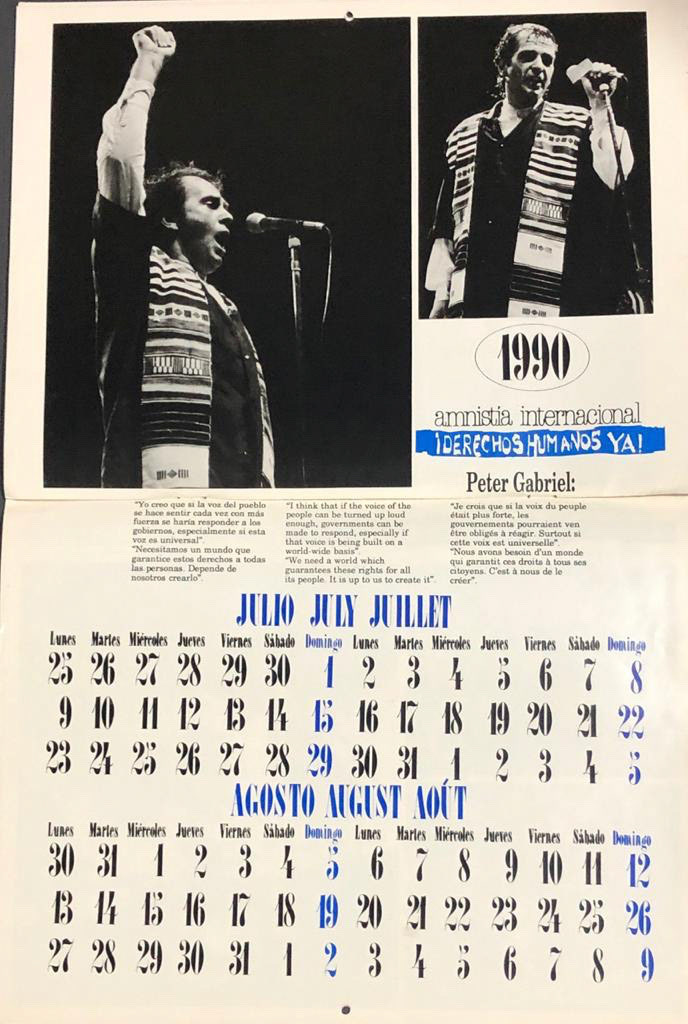 1990
amnistia internacional
¡DERECHOS HUMANOS YA!
Peter Gabriel:
"Yo creo que si la voz del pueblo
se hace sentir cada vez con más
fuerza se haría responder a los
gobiernos, especialmente si esta
voz es universal".
"Necesitamos un mundo que
garantice estos derechos a todas
las personas. Depende de
nosotros crearlo".
"I think that if the voice of the
people can be turned up loud
enough, governments can be
made to respond, especially if
that voice is being built on a
world-wide basis".
"We need a world which
guarantees these rights for all
its people. It is up to us to create it".
"Je crois que si la voix du peuple
était plus forte, les
gouvernements pourraient ven
être obligés à réagir. Surtout si
cette voix est universelle".
"Nous avons besoin d'un monde
qui garantit ces droits à tous ses
citoyens. C'est à nous de le
créer".
JULIO JULY JUILLET
Lunes Martes Miércoles Jueves Viernes Sábado Domingo Lunes Martes Miércoles Jueves Viernes Sábado Domingo
25 26 27 28 29 30 1 2 3 4 5 6 7 8
9 10 11 12 13 14 15 16 17 18 19 20 21 22
23 24 25 26 27 28 29 30 31 1 2 3 4 5
AGOSTO AUGUST AOÚT
Lunes Martes Miércoles Jueves Viernes Sábado Domingo Lunes Martes Miércoles Jueves Viernes Sábado Domingo
30 31 1 2 3 4 5 6 7 8 9 10 11 12
13 14 15 16 17 18 19 20 21 22 23 24 25 26
27 28 29 30 31 1 2 3 4 5 6 7 8 9